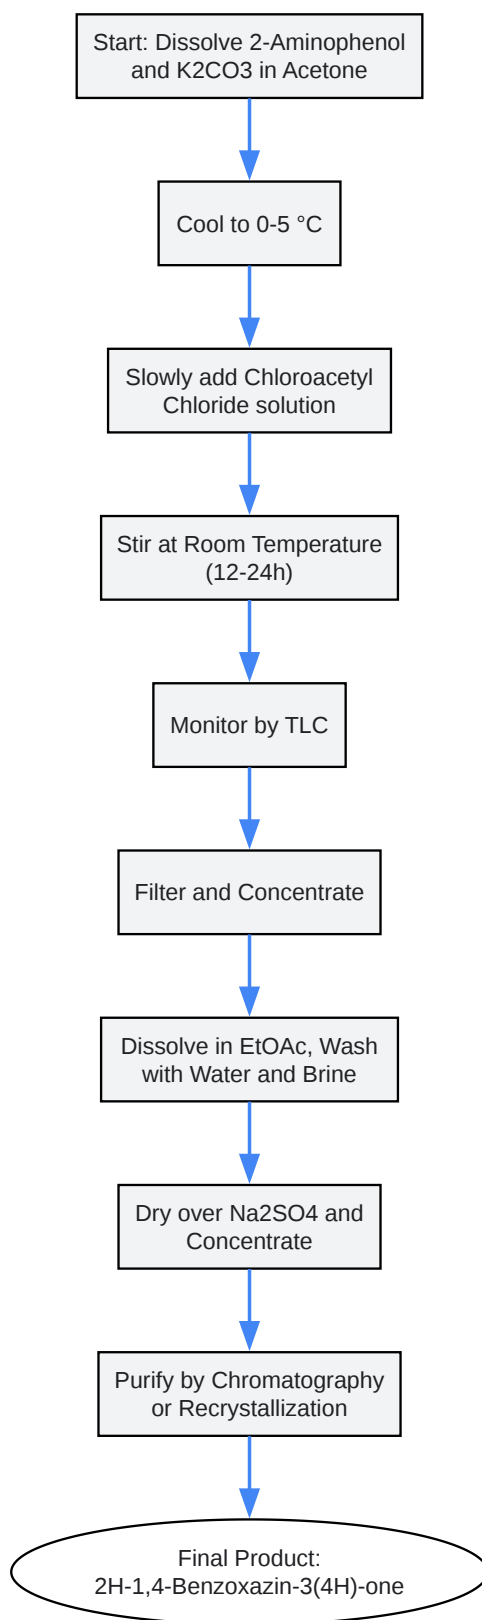 Start: Dissolve 2-Aminophenol
and K2CO3 in Acetone
Cool to 0-5 °C
Slowly add Chloroacetyl
Chloride solution
Stir at Room Temperature
(12-24h)
Monitor by TLC
Filter and Concentrate
Dissolve in EtOAc, Wash
with Water and Brine
Dry over Na2SO4 and
Concentrate
Purify by Chromatography
or Recrystallization
Final Product:
2H-1,4-Benzoxazin-3(4H)-one